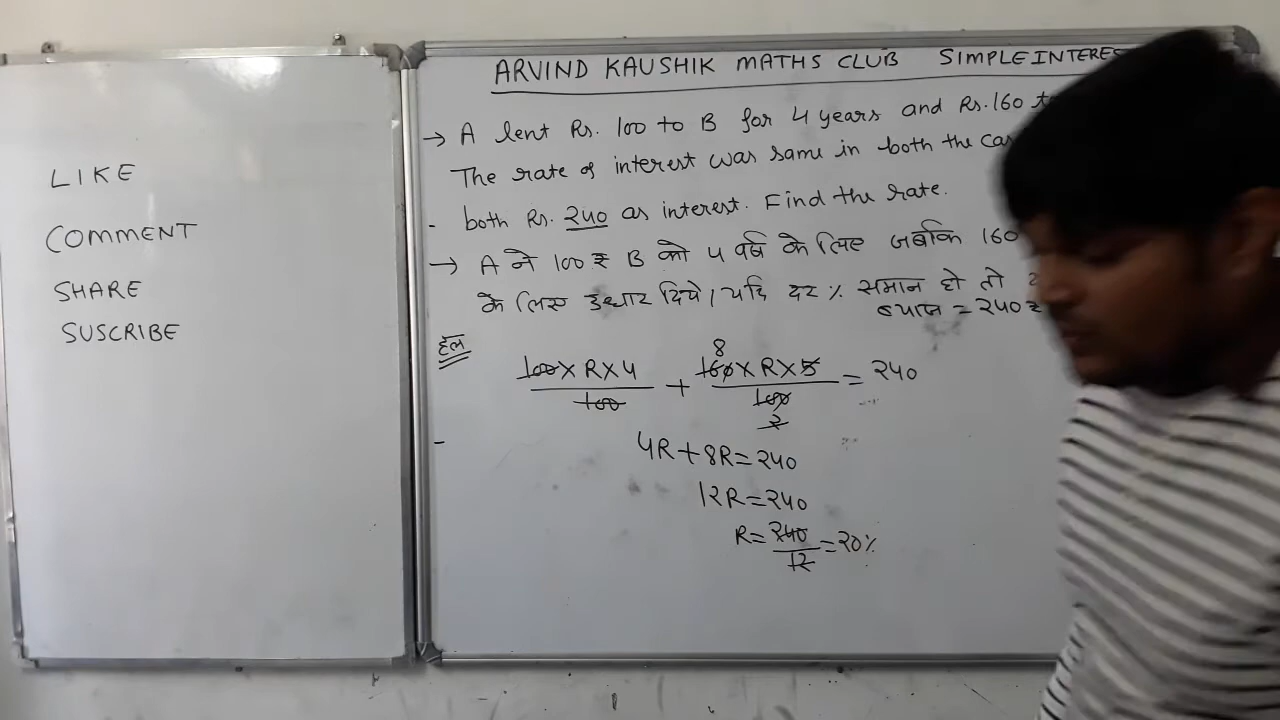 LIKE
COMMENT
SHARE
SUSCRIBE
ARVIND KAUSHIK MATHS CLUB SIMPLE INTERES
→ A lent Rs. 100 to B for 4 years and Rs. 160
The rate of interest was same in both the
- both Rs. 240 as interest. Find the rate.
→ A ने 100 ₹ B को 4 वर्ष के लिए जबकि 160
के लिए उधार दिये। यदि दर % समान हो तो
ब्याज = 240 ₹
हल
8
100 × R × 4 + 160 × R × 5 = 240
100 100
2
4R + 8R = 240
12R = 240
R = 240 = 20%
12